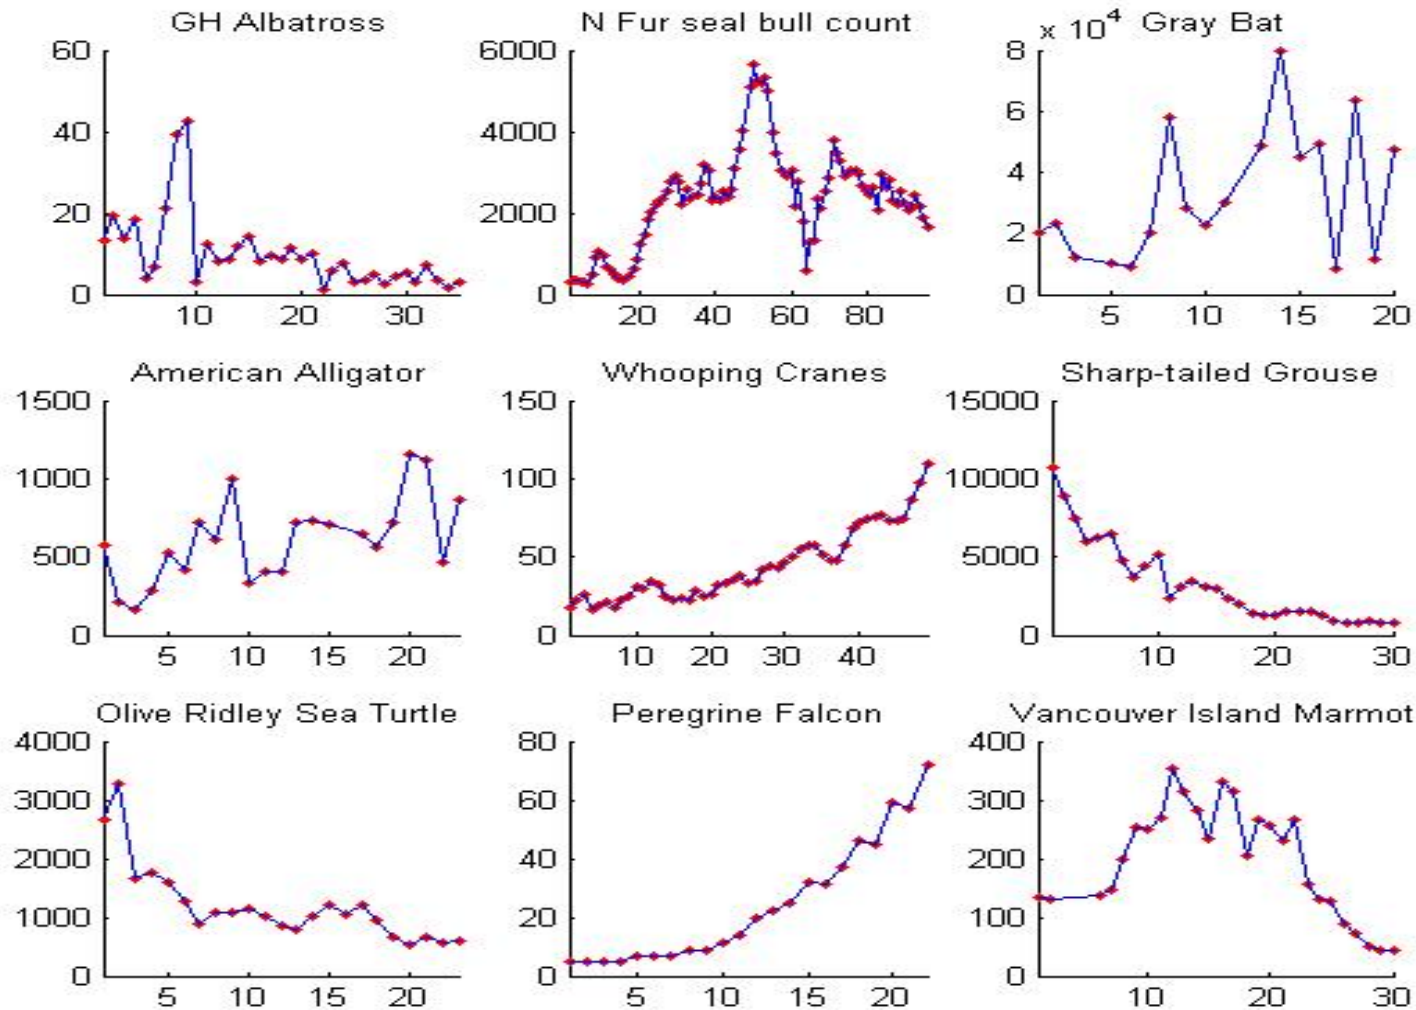 GH Albatross
60
40
20
0
10 20 30
N Fur seal bull count
6000
4000
2000
0
20 40 60 80
x 10^4 Gray Bat
8
6
4
2
0
5 10 15 20
American Alligator
1500
1000
500
0
5 10 15 20
Whooping Cranes
150
100
50
0
10 20 30 40
Sharp-tailed Grouse
15000
10000
5000
0
10 20 30
Olive Ridley Sea Turtle
4000
3000
2000
1000
0
5 10 15 20
Peregrine Falcon
80
60
40
20
0
5 10 15 20
Vancouver Island Marmot
400
300
200
100
0
10 20 30